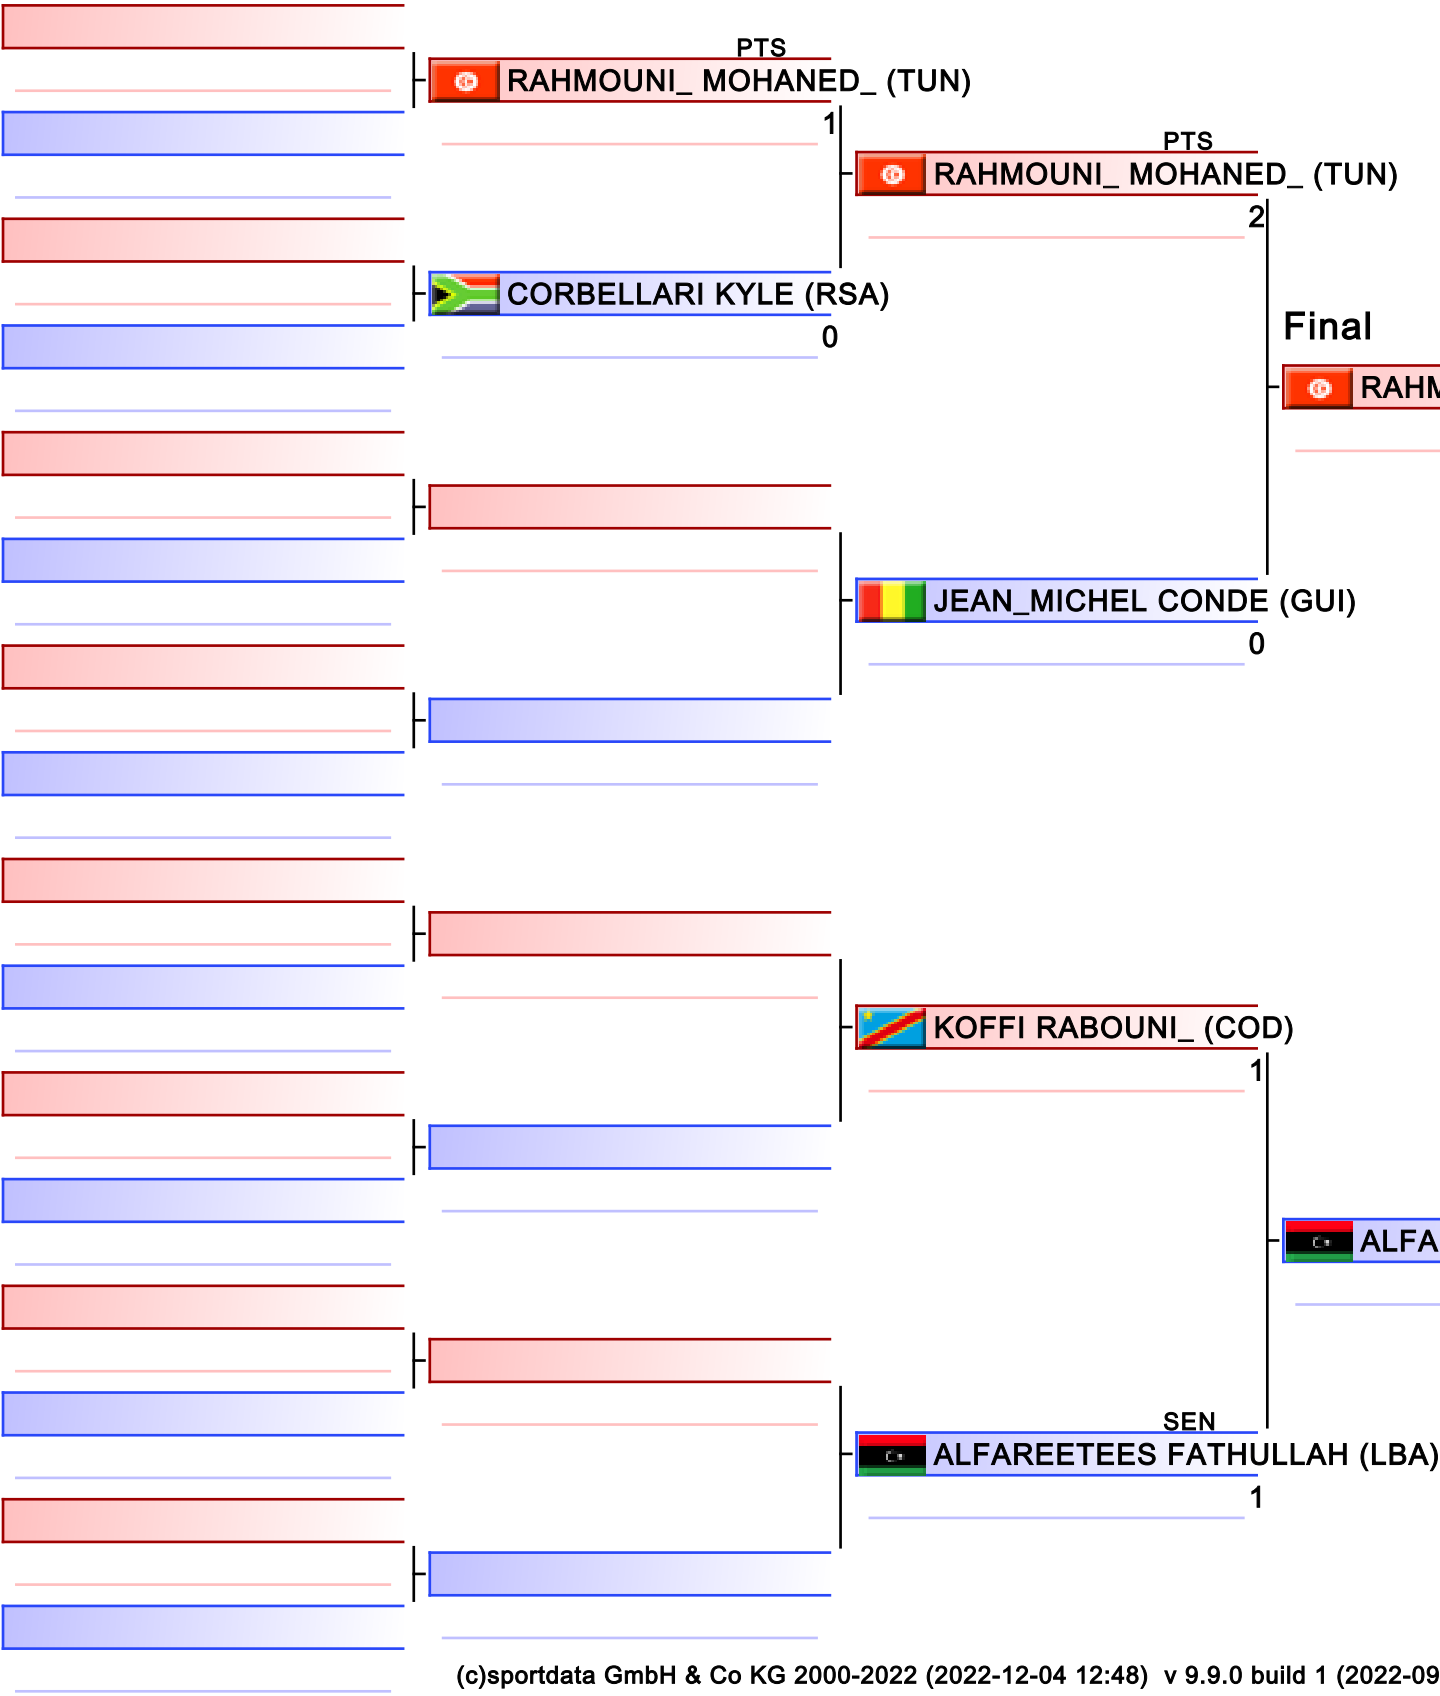 PTS
RAHMOUNI_ MOHANED_ (TUN)
1
PTS
RAHMOUNI_ MOHANED_ (TUN)
2
CORBELLARI KYLE (RSA)
0
Final
RAHM
JEAN_MICHEL CONDE (GUI)
0
KOFFI RABOUNI_ (COD)
1
ALFA
SEN
ALFAREETEES FATHULLAH (LBA)
1
(c)sportdata GmbH & Co KG 2000-2022 (2022-12-04 12:48) v 9.9.0 build 1 (2022-09